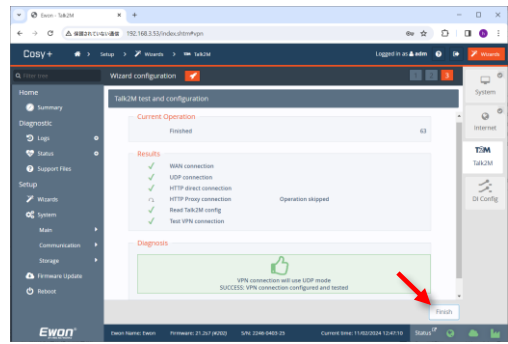 Ewon - Talk2M
保護されていない通信 192.168.3.53/index.shtm#vpn
Cosy+
Setup > Wizards > Talk2M
Logged in as adm
Wizards
Filter tree
Wizard configuration
1 2 3
Talk2M test and configuration
Home
Summary
Diagnostic
Logs
Status
Support Files
Setup
Wizards
System
Main
Communication
Storage
Firmware Update
Reboot
Current Operation
Finished 63
Results
WAN connection
UDP connection
HTTP direct connection
HTTP Proxy connection Operation skipped
Read Talk2M config
Test VPN connection
Diagnosis
VPN connection will use UDP mode
SUCCESS: VPN connection configured and tested
Finish
System
Internet
T2M
Talk2M
DI Config
Ewon
Ewon Name: Ewon Firmware: 21.2s7 (#202) S/N: 2246-0403-25 Current time: 11/02/2024 12:47:10 Status